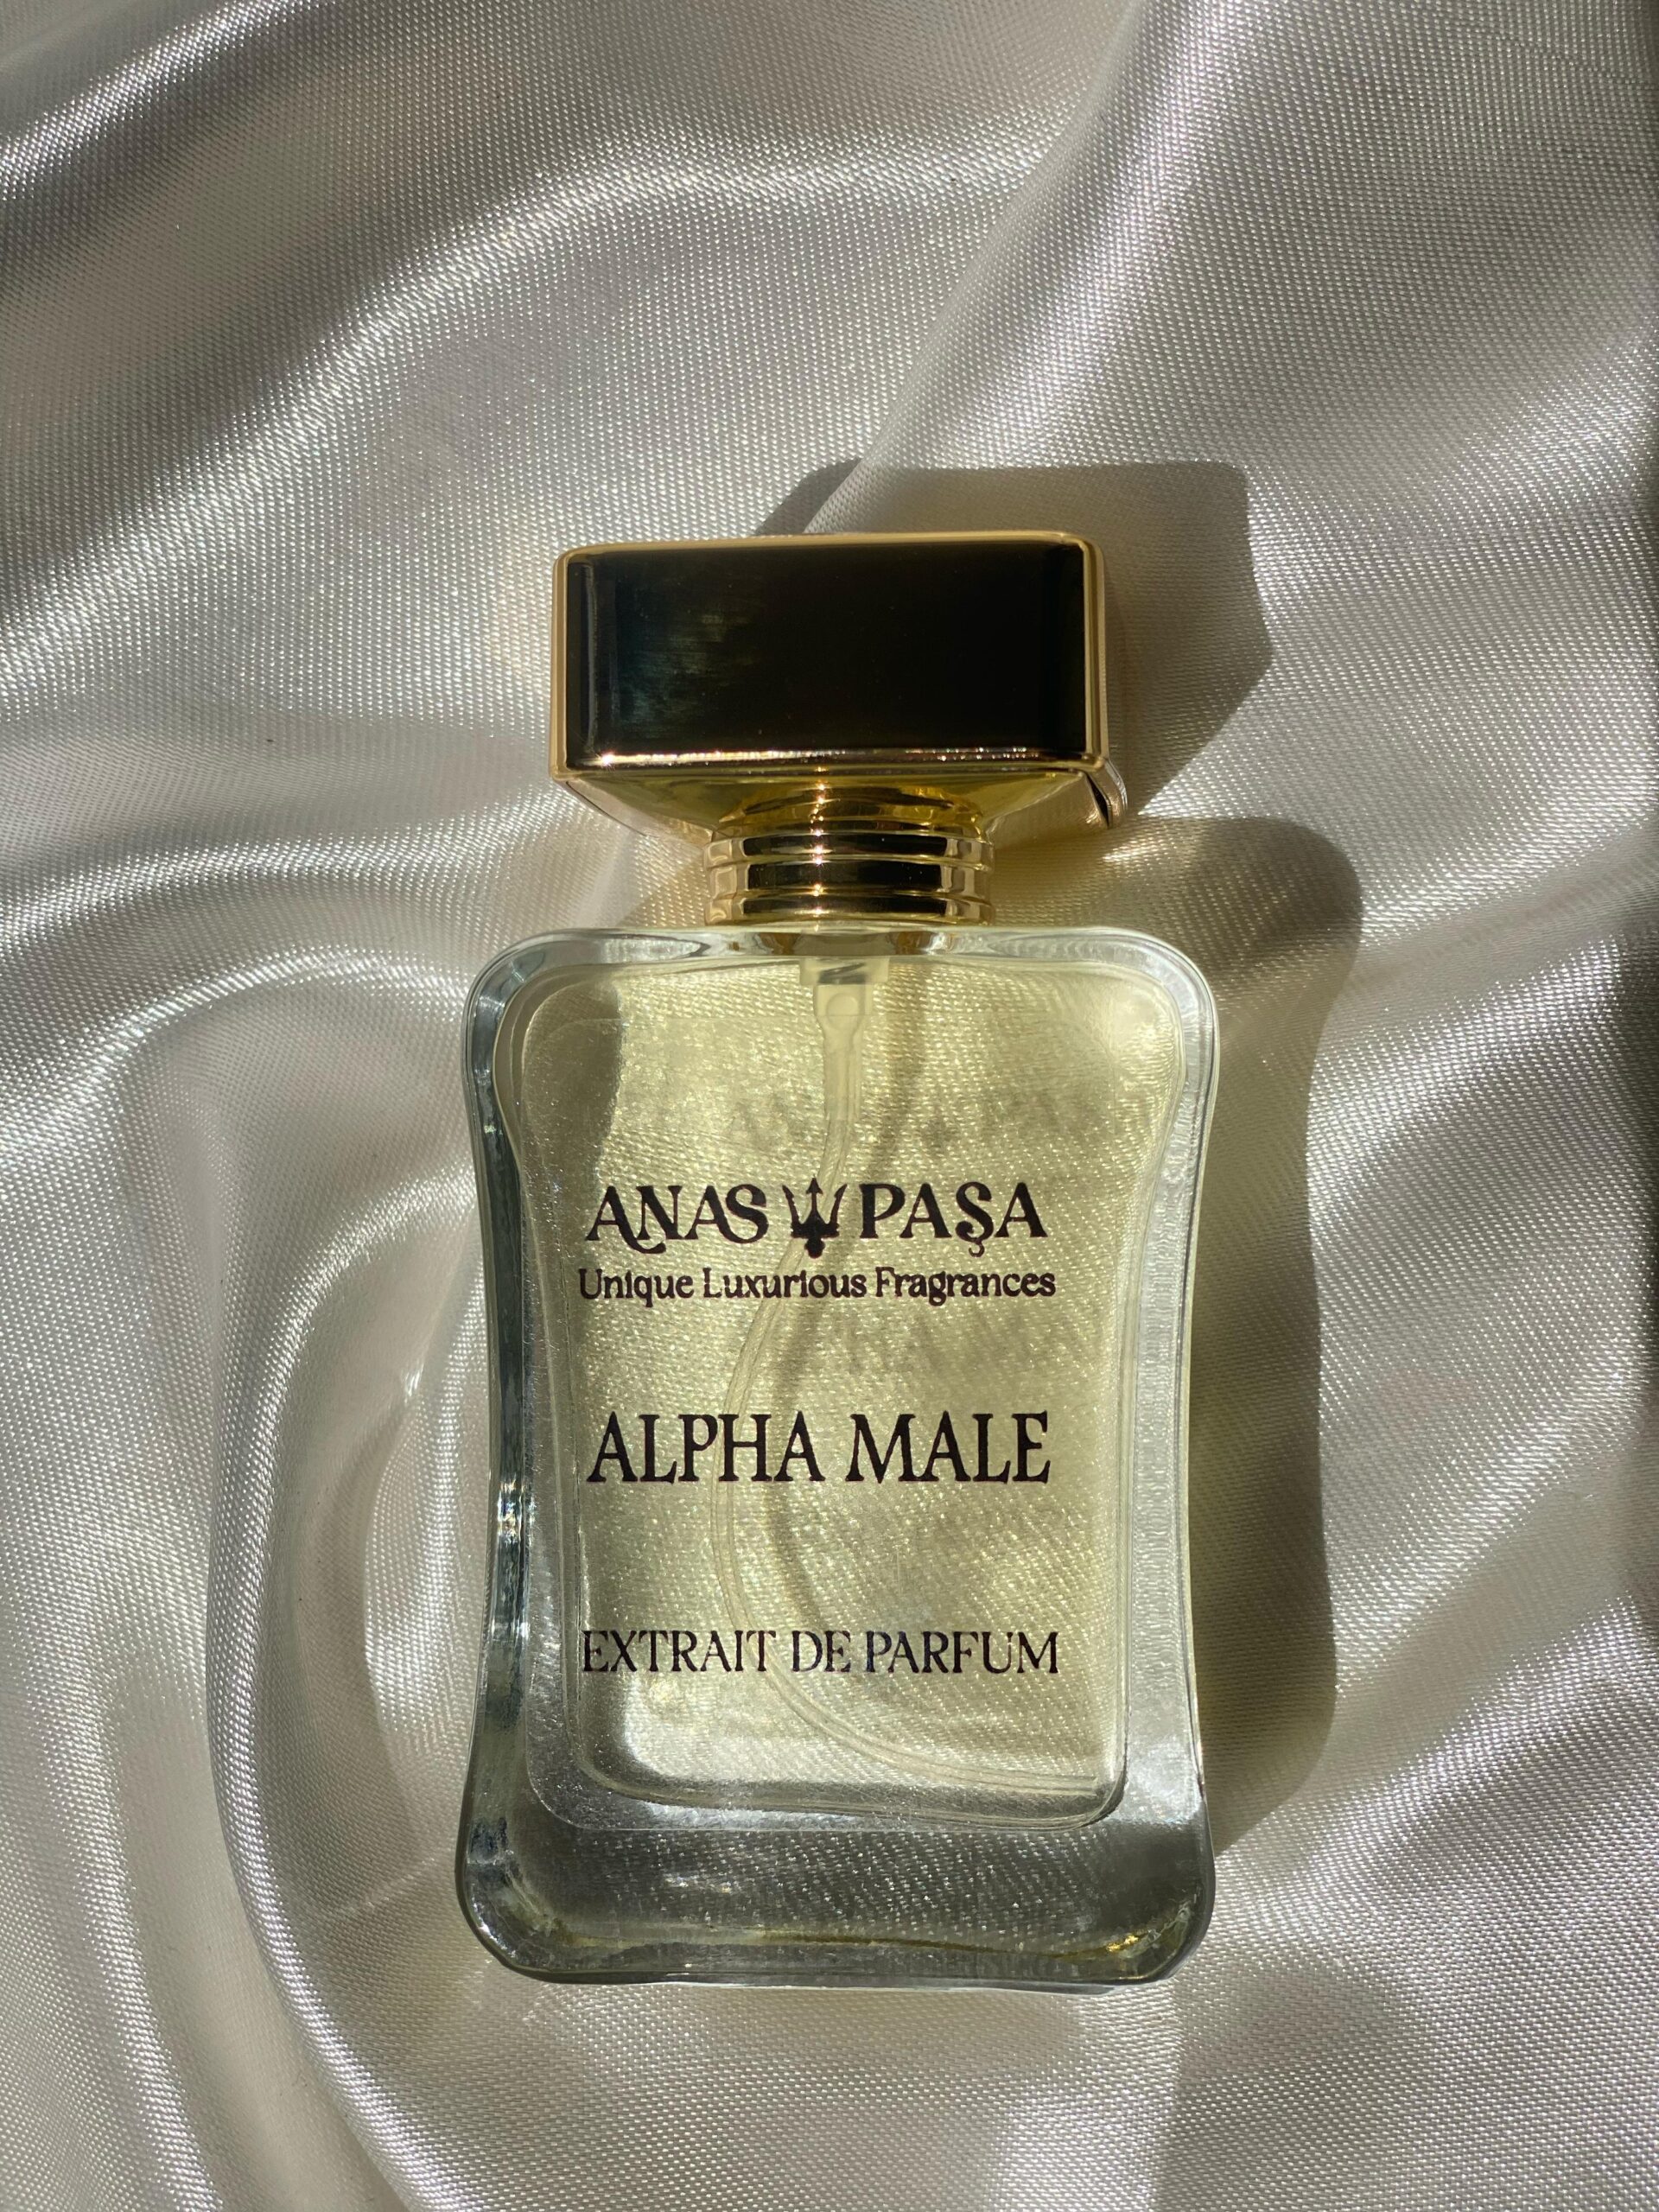 ANAS PAŞA
Unique Luxurious Fragrances
ALPHA MALE
EXTRAIT DE PARFUM